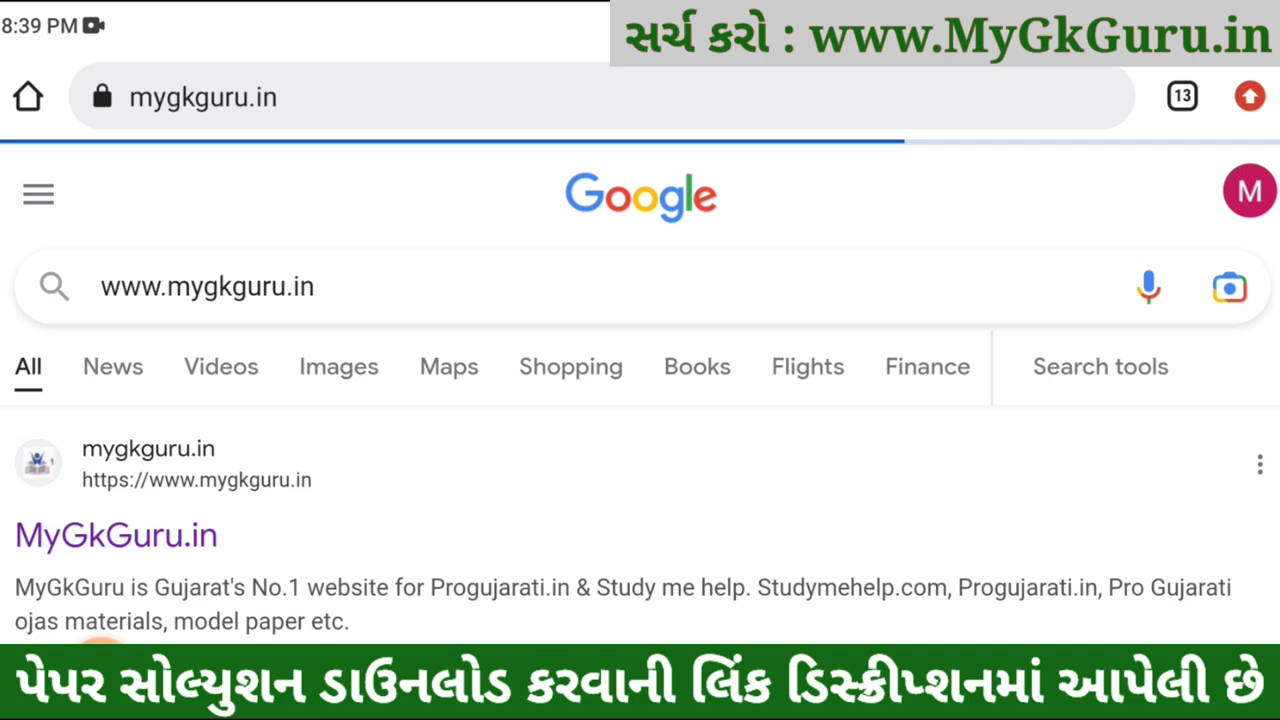 8:39 PM
સર્ચ કરો : www.MyGkGuru.in
mygkguru.in
13
Google
M
www.mygkguru.in
All News Videos Images Maps Shopping Books Flights Finance Search tools
mygkguru.in
https://www.mygkguru.in
MyGkGuru.in
MyGkGuru is Gujarat's No.1 website for Progujarati.in & Study me help. Studymehelp.com, Progujarati.in, Pro Gujarati
ojas materials, model paper etc.
પેપર સોલ્યુશન ડાઉનલોડ કરવાની લિંક ડિસ્ક્રીપ્શનમાં આપેલી છે